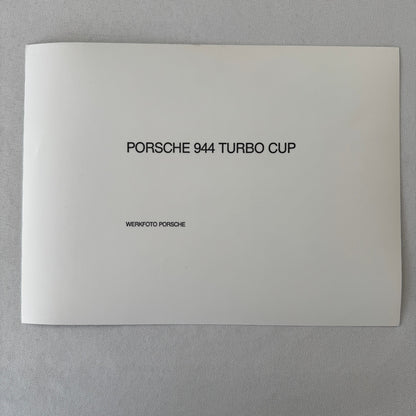 PORSCHE 944 TURBO CUP
WERKFOTO PORSCHE